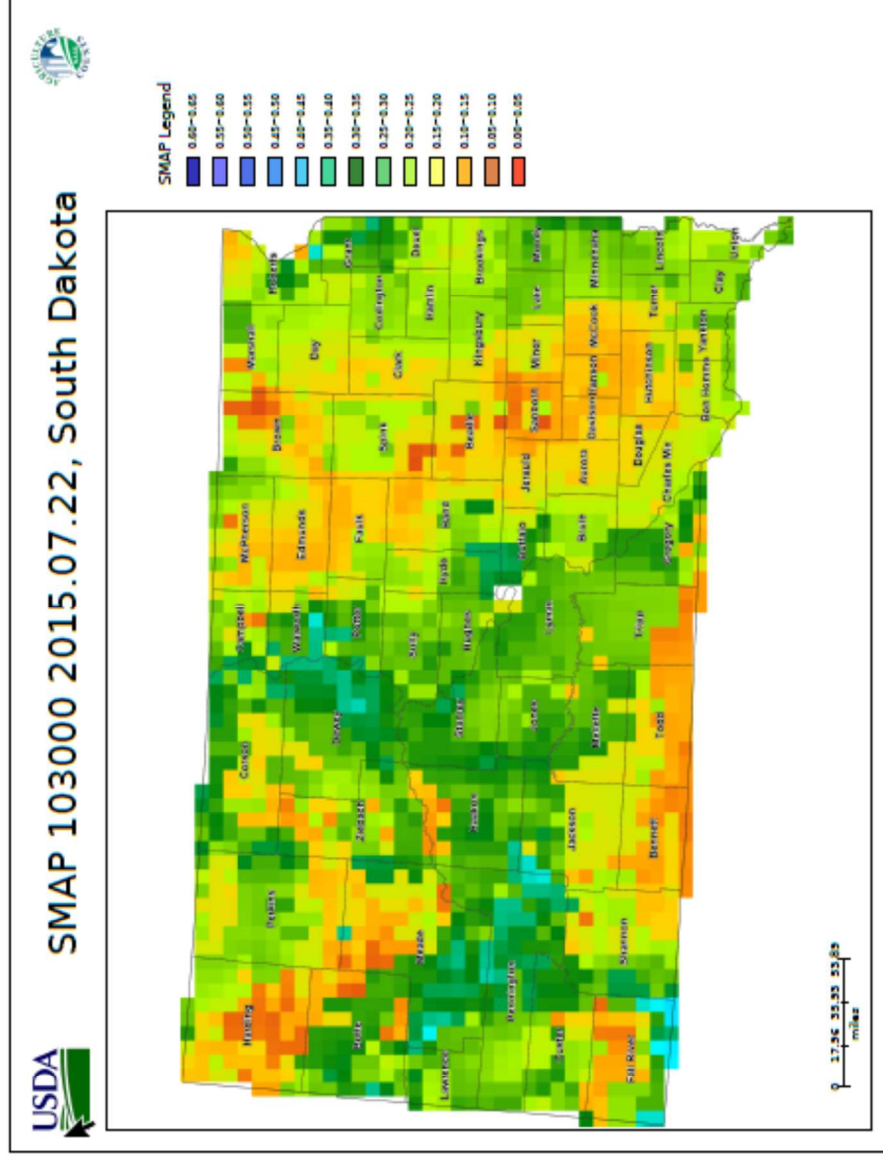 USDA
SMAP 103000 2015.07.22, South Dakota
AGRICULTURE COUNTS
SMAP Legend
0.60-0.65
0.55-0.60
0.50-0.55
0.45-0.50
0.40-0.45
0.35-0.40
0.30-0.35
0.25-0.30
0.20-0.25
0.15-0.20
0.10-0.15
0.05-0.10
0.00-0.05
Harding
Perkins
Corson
Campbell
McPherson
Brown
Marshall
Roberts
Dewey
Walworth
Edmunds
Day
Butte
Ziebach
Potter
Faulk
Grant
Spink
Clark
Codington
Meade
Sully
Hamlin
Deuel
Lawrence
Haakon
Stanley
Hughes
Hyde
Hand
Beadle
Kingsbury
Brookings
Pennington
Jones
Lyman
Buffalo
Jerauld
Sanborn
Miner
Lake
Moody
Custer
Jackson
Mellette
Brule
Aurora
Davison
Hanson
McCook
Minnehaha
Fall River
Shannon
Bennett
Todd
Tripp
Gregory
Charles Mix
Douglas
Hutchinson
Turner
Lincoln
Bon Homme
Yankton
Clay
Union
0 17.96 35.93 53.89
miles